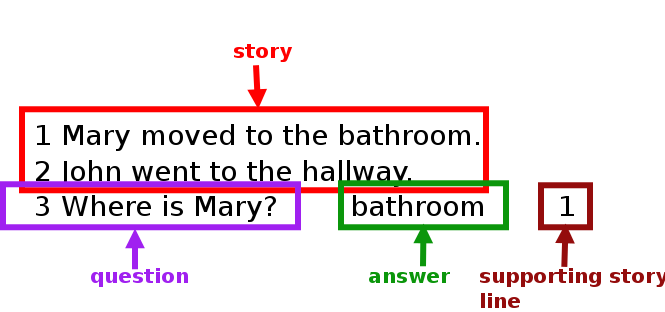 story
1 Mary moved to the bathroom.
2 John went to the hallway.
3 Where is Mary? bathroom 1
question answer supporting story
line